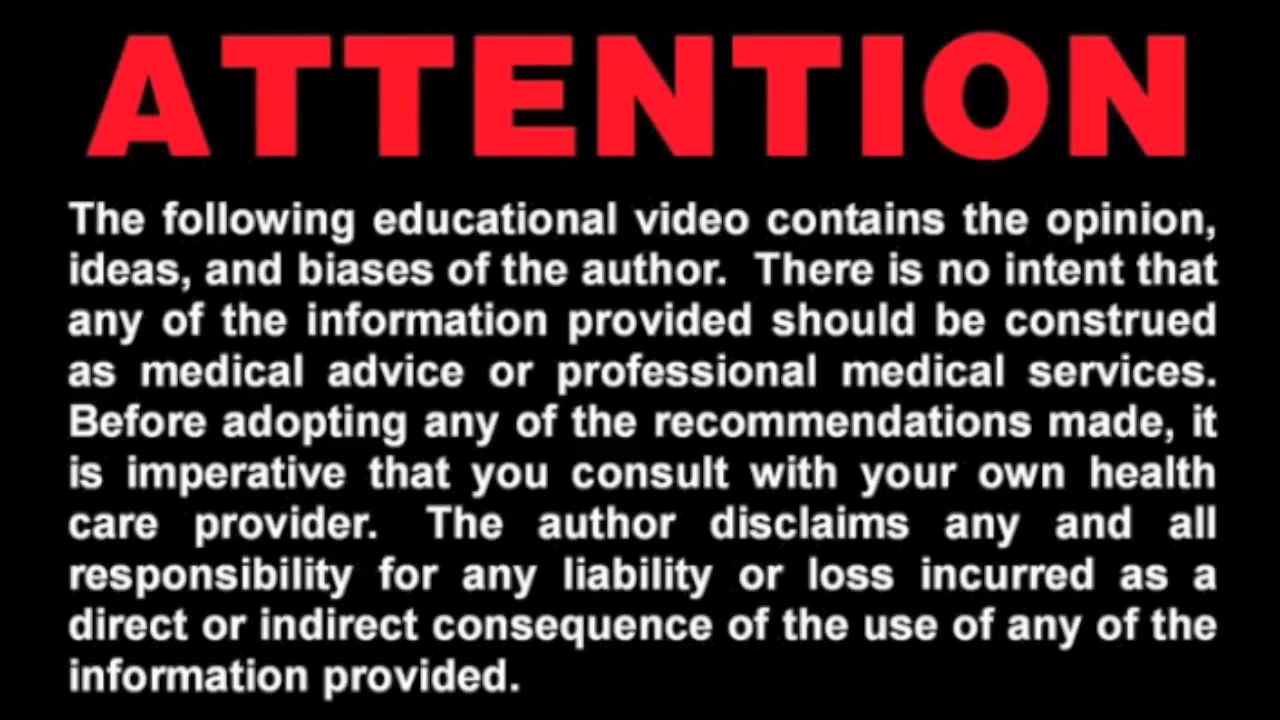 ATTENTION
The following educational video contains the opinion,
ideas, and biases of the author. There is no intent that
any of the information provided should be construed
as medical advice or professional medical services.
Before adopting any of the recommendations made, it
is imperative that you consult with your own health
care provider. The author disclaims any and all
responsibility for any liability or loss incurred as a
direct or indirect consequence of the use of any of the
information provided.